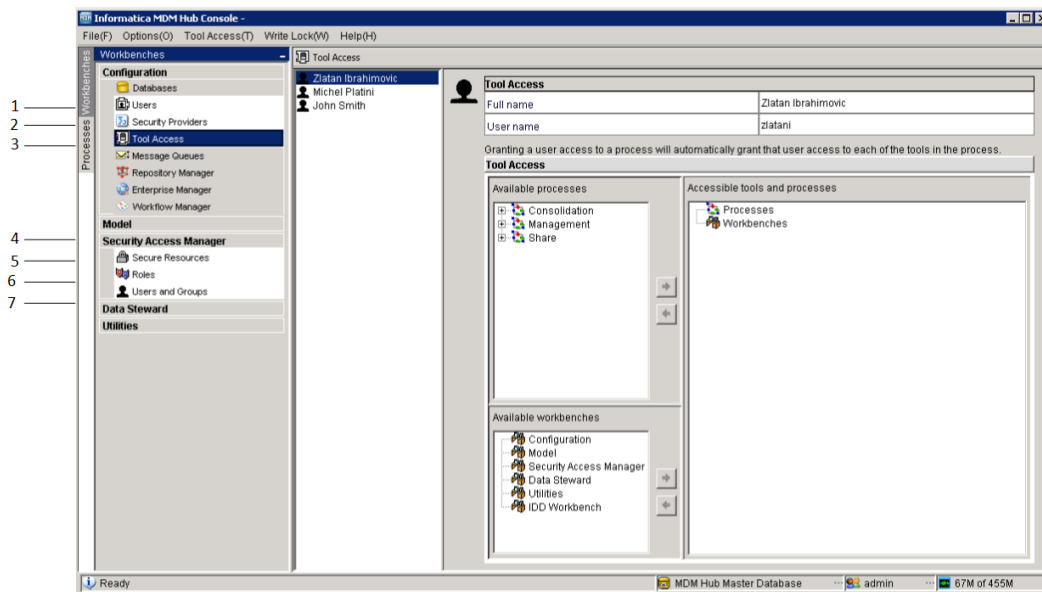 Informatica MDM Hub Console -
File(F) Options(O) Tool Access(T) Write Lock(W) Help(H)
Workbenches
Processes
Workbenches
Configuration
Databases
Users
Security Providers
Tool Access
Message Queues
Repository Manager
Enterprise Manager
Workflow Manager
Model
Security Access Manager
Secure Resources
Roles
Users and Groups
Data Steward
Utilities
1
2
3
4
5
6
7
Tool Access
Zlatan Ibrahimovic
Michel Platini
John Smith
Tool Access
Full name Zlatan Ibrahimovic
User name zlatani
Granting a user access to a process will automatically grant that user access to each of the tools in the process.
Tool Access
Available processes
Consolidation
Management
Share
Available workbenches
Configuration
Model
Security Access Manager
Data Steward
Utilities
IDD Workbench
Accessible tools and processes
Processes
Workbenches
Ready
MDM Hub Master Database
admin
67M of 455M